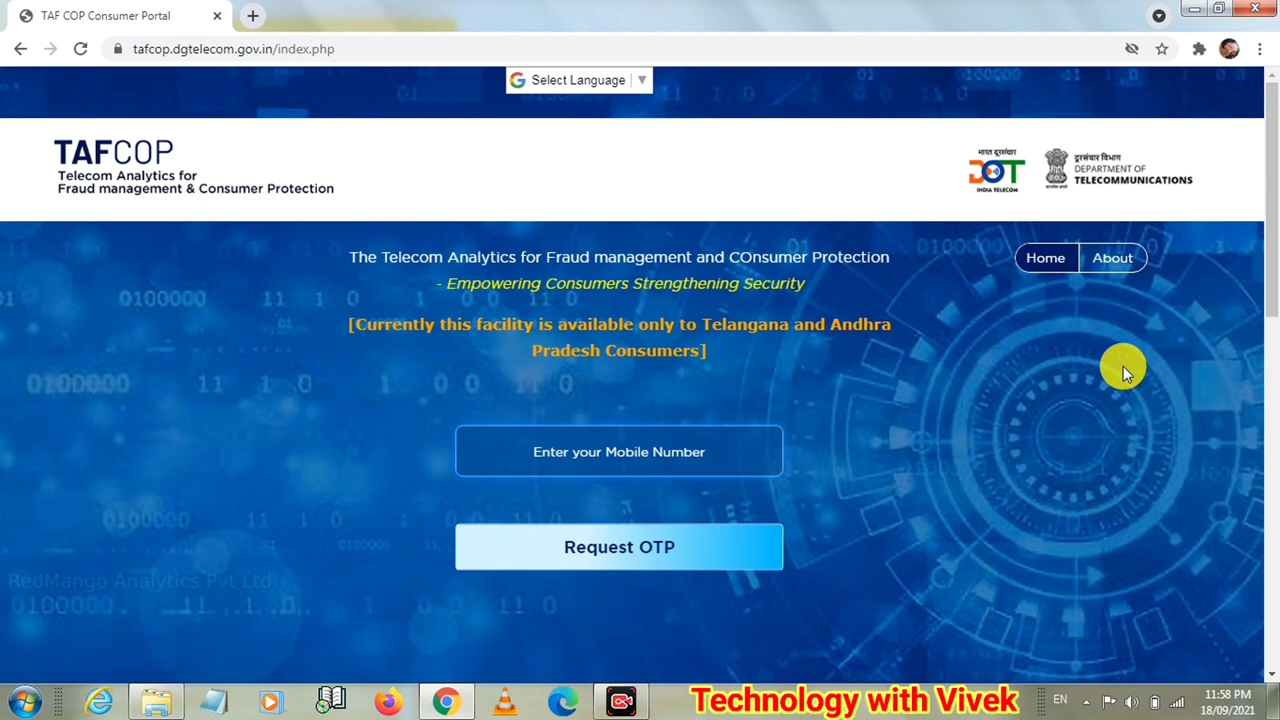 TAF COP Consumer Portal
tafcop.dgtelecom.gov.in/index.php
Select Language
TAFCOP
Telecom Analytics for
Fraud management & Consumer Protection
भारत दूरसंचार
DOT
INDIA TELECOM
दूरसंचार विभाग
DEPARTMENT OF
TELECOMMUNICATIONS
The Telecom Analytics for Fraud management and COnsumer Protection
- Empowering Consumers Strengthening Security
Home
About
[Currently this facility is available only to Telangana and Andhra
Pradesh Consumers]
Enter your Mobile Number
Request OTP
RedMango Analytics Pvt Ltd
Technology with Vivek
EN
11:58 PM
18/09/2021